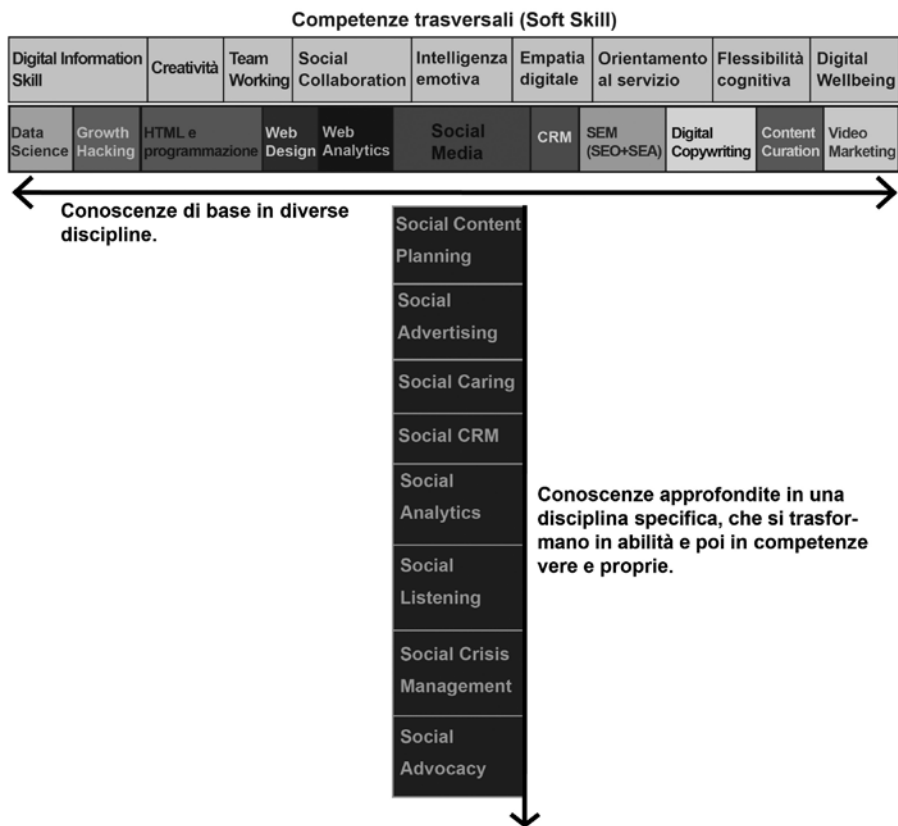 Competenze trasversali (Soft Skill)
Digital Information
Skill
Creatività
Team
Working
Social
Collaboration
Intelligenza
emotiva
Empatia
digitale
Orientamento
al servizio
Flessibilità
cognitiva
Digital
Wellbeing
Data
Science
Growth
Hacking
HTML e
programmazione
Web
Design
Web
Analytics
Social
Media
CRM
SEM
(SEO+SEA)
Digital
Copywriting
Content
Curation
Video
Marketing
Conoscenze di base in diverse
discipline.
Social Content
Planning
Social
Advertising
Social Caring
Social CRM
Social
Analytics
Social
Listening
Social Crisis
Management
Social
Advocacy
Conoscenze approfondite in una
disciplina specifica, che si trasfor-
mano in abilità e poi in competenze
vere e proprie.